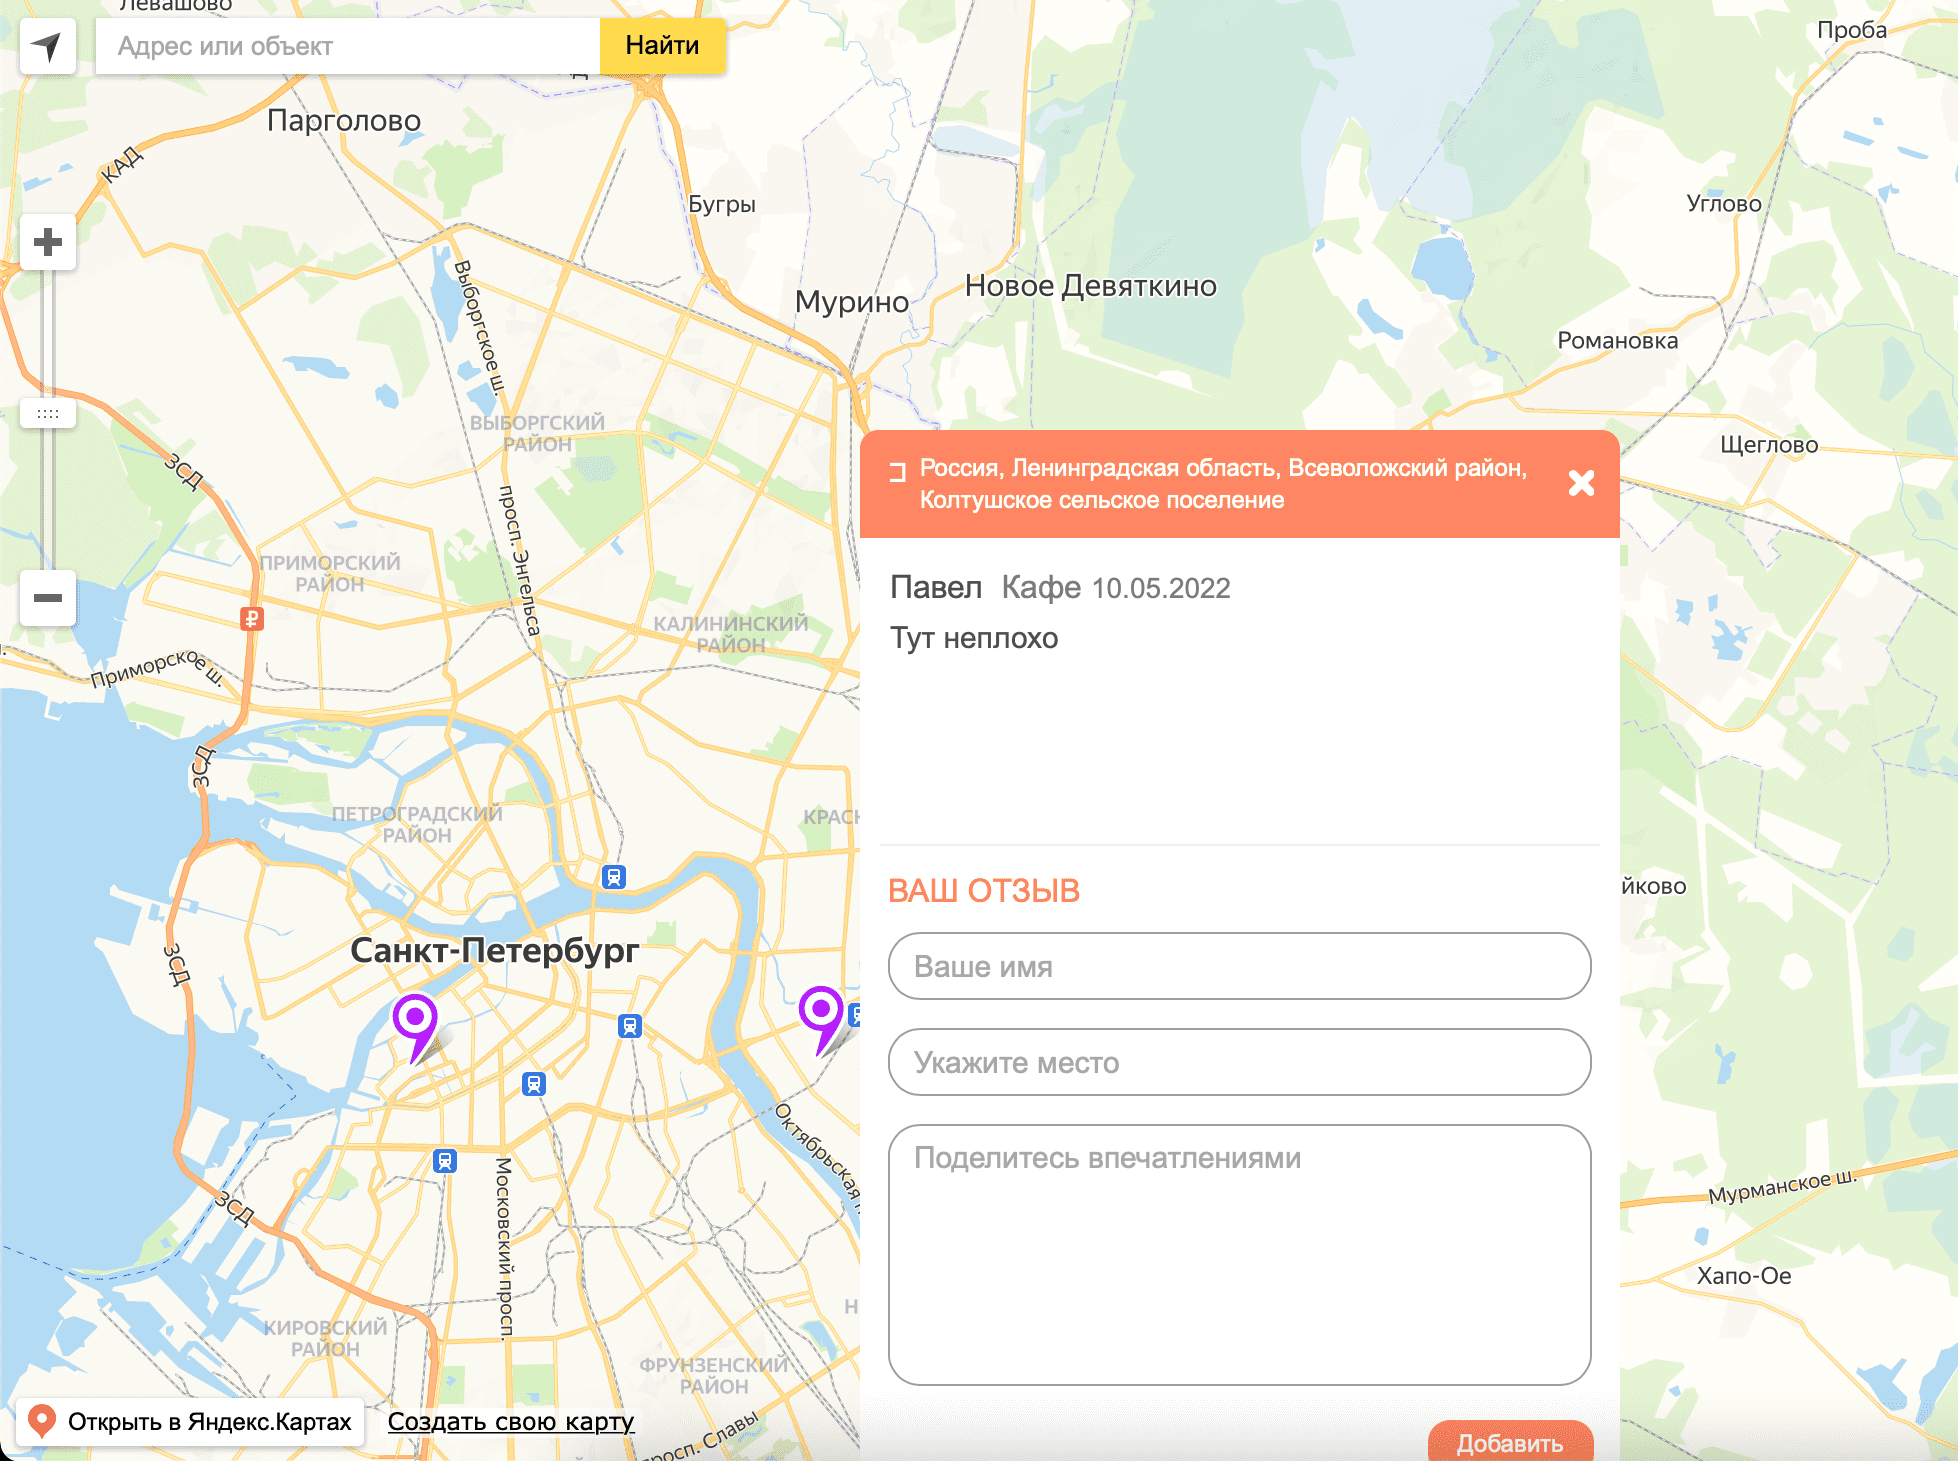 Левашово
Адрес или объект
Найти
Проба
Парголово
КАД
Бугры
Углово
Новое Девяткино
Мурино
Выборгское ш.
Романовка
ВЫБОРГСКИЙ
РАЙОН
Щеглово
ЗСД
Россия, Ленинградская область, Всеволожский район,
Колтушское сельское поселение
просп. Энгельса
ПРИМОРСКИЙ
РАЙОН
Павел Кафе 10.05.2022
Тут неплохо
КАЛИНИНСКИЙ
РАЙОН
Приморское ш.
ЗСД
ПЕТРОГРАДСКИЙ
РАЙОН
КРАСН
йково
ВАШ ОТЗЫВ
Санкт-Петербург
ЗСД
Ваше имя
Укажите место
Октябрьская
Поделитесь впечатлениями
Московский просп.
Мурманское ш.
ЗСД
Хапо-Ое
Н
КИРОВСКИЙ
РАЙОН
ФРУНЗЕНСКИЙ
РАЙОН
Открыть в Яндекс.Картах
Создать свою карту
просп. Славы
Добавить